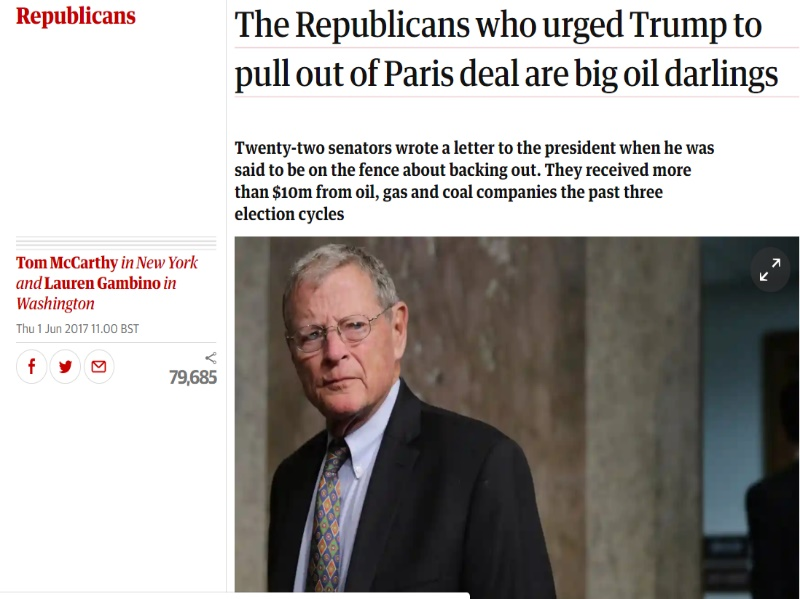 Republicans
The Republicans who urged Trump to
pull out of Paris deal are big oil darlings
Twenty-two senators wrote a letter to the president when he was
said to be on the fence about backing out. They received more
than $10m from oil, gas and coal companies the past three
election cycles
Tom McCarthy in New York
and Lauren Gambino in
Washington
Thu 1 Jun 2017 11.00 BST
79,685